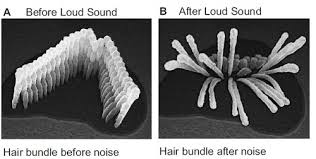 A Before Loud Sound
B After Loud Sound
Hair bundle before noise
Hair bundle after noise